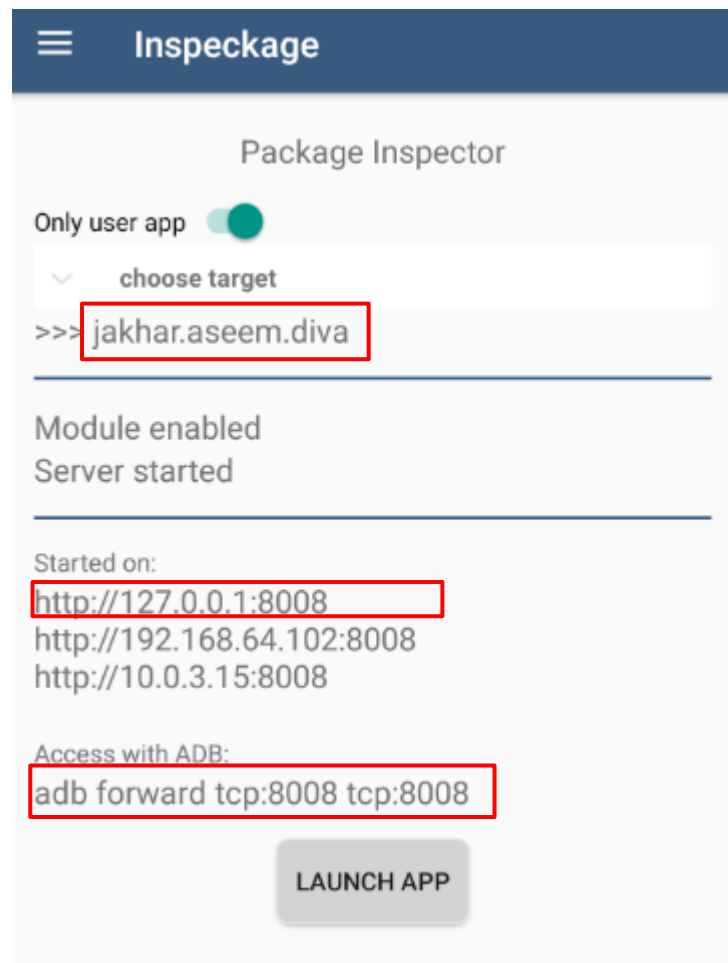 Inspeckage
Package Inspector
Only user app
choose target
>>> jakhar.aseem.diva
Module enabled
Server started
Started on:
http://127.0.0.1:8008
http://192.168.64.102:8008
http://10.0.3.15:8008
Access with ADB:
adb forward tcp:8008 tcp:8008
LAUNCH APP